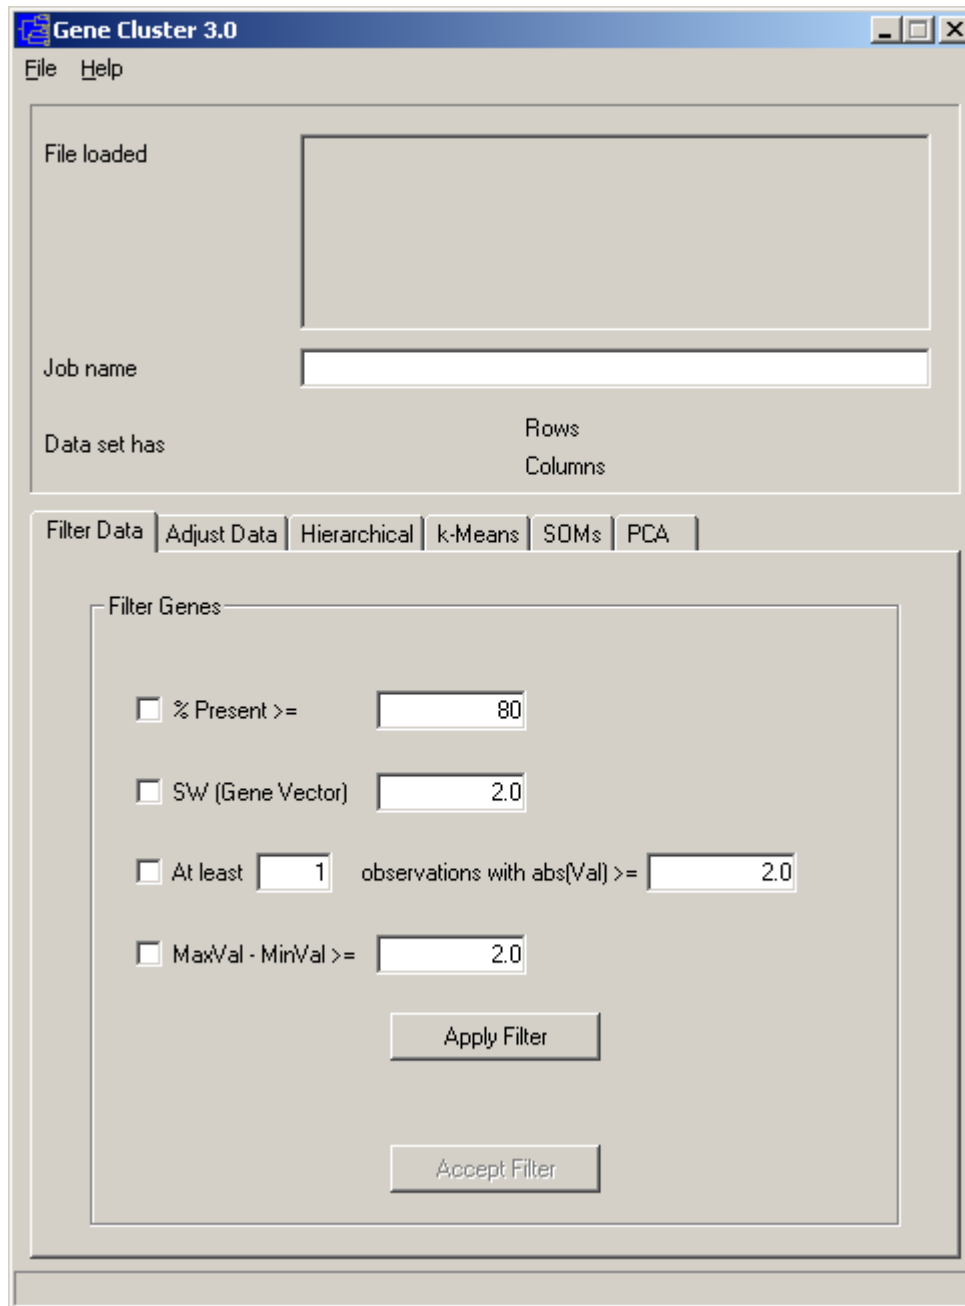 Gene Cluster 3.0
File Help
File loaded
Job name
Data set has
Rows
Columns
Filter Data Adjust Data Hierarchical k-Means SOMs PCA
Filter Genes
% Present >= 80
SW (Gene Vector) 2.0
At least 1 observations with abs(Val) >= 2.0
MaxVal - MinVal >= 2.0
Apply Filter
Accept Filter